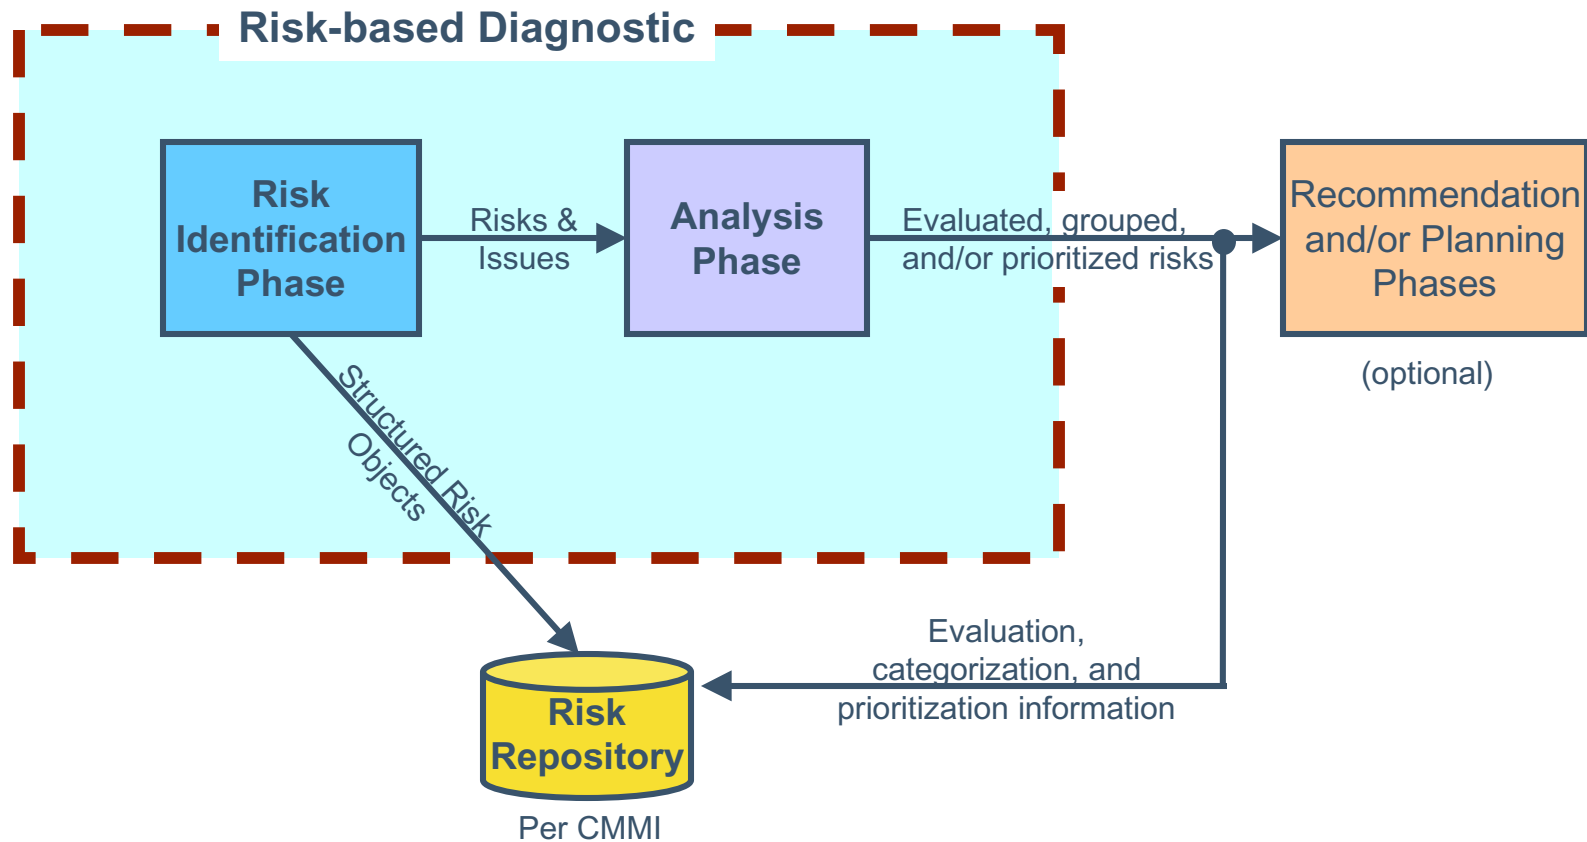 Risk-based Diagnostic
Risk
Identification
Phase
Risks &
Issues
Analysis
Phase
Evaluated, grouped,
and/or prioritized risks
Recommendation
and/or Planning
Phases
(optional)
Structured Risk
Objects
Evaluation,
categorization, and
prioritization information
Risk
Repository
Per CMMI